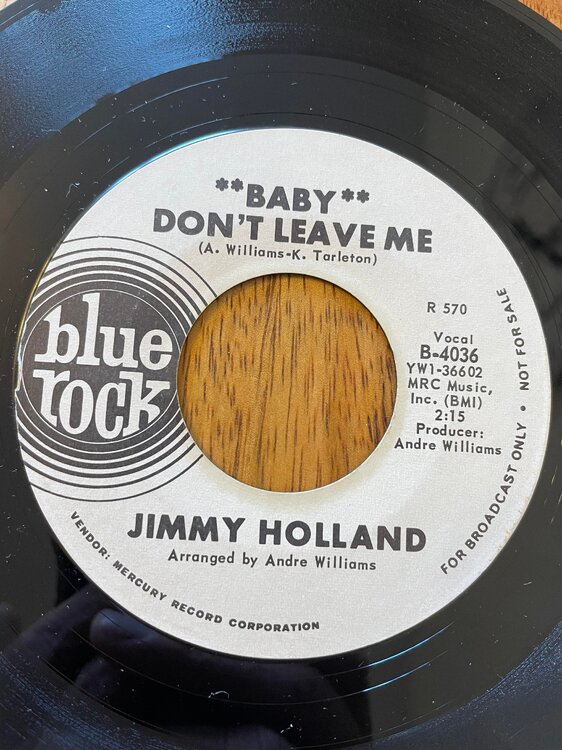 **BABY**
DON'T LEAVE ME
(A. Williams-K. Tarleton)
blue
rock
R 570
Vocal
B-4036
YW1-36602
MRC Music,
Inc. (BMI)
2:15
Producer:
Andre Williams
JIMMY HOLLAND
Arranged by Andre Williams
VENDOR: MERCURY RECORD CORPORATION
FOR BROADCAST ONLY • NOT FOR SALE